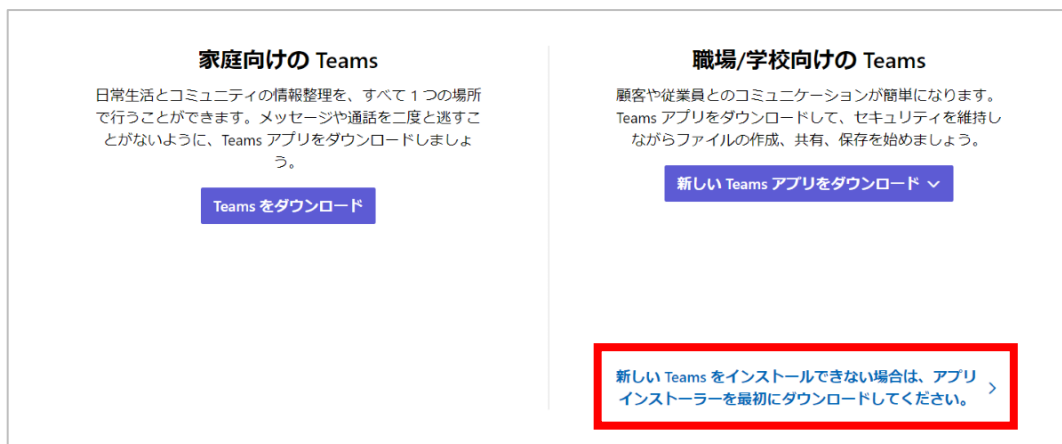 家庭向けの Teams
日常生活とコミュニティの情報整理を、すべて 1 つの場所
で行うことができます。メッセージや通話を二度と逃すこ
とがないように、Teams アプリをダウンロードしましょ
う。
Teams をダウンロード
職場/学校向けの Teams
顧客や従業員とのコミュニケーションが簡単になります。
Teams アプリをダウンロードして、セキュリティを維持し
ながらファイルの作成、共有、保存を始めましょう。
新しい Teams アプリをダウンロード
新しい Teams をインストールできない場合は、アプリ
インストーラーを最初にダウンロードしてください。